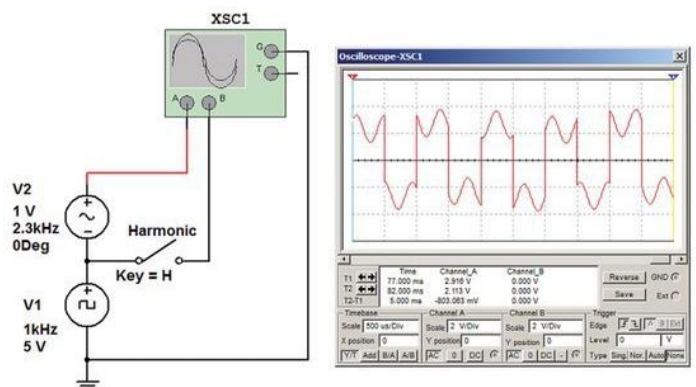 XSC1
G
T
A
B
V2
1 V
2.3kHz
0Deg
Harmonic
Key = H
V1
1kHz
5 V
Oscilloscope-XSC1
Time Channel_A Channel_B
T1 77.000 ms 2.916 V 0.000 V
T2 82.000 ms 2.113 V 0.000 V
T2-T1 5.000 ms -803.063 mV 0.000 V
Reverse GND
Save Ext
Timebase Channel A Channel B Trigger
Scale 500 us/Div Scale 2 V/Div Scale 2 V/Div Edge A B Ext
X position 0 Y position 0 Y position 0 Level 0 V
Y/T Add B/A A/B AC 0 DC AC 0 DC - Type Sing. Nor. Auto None